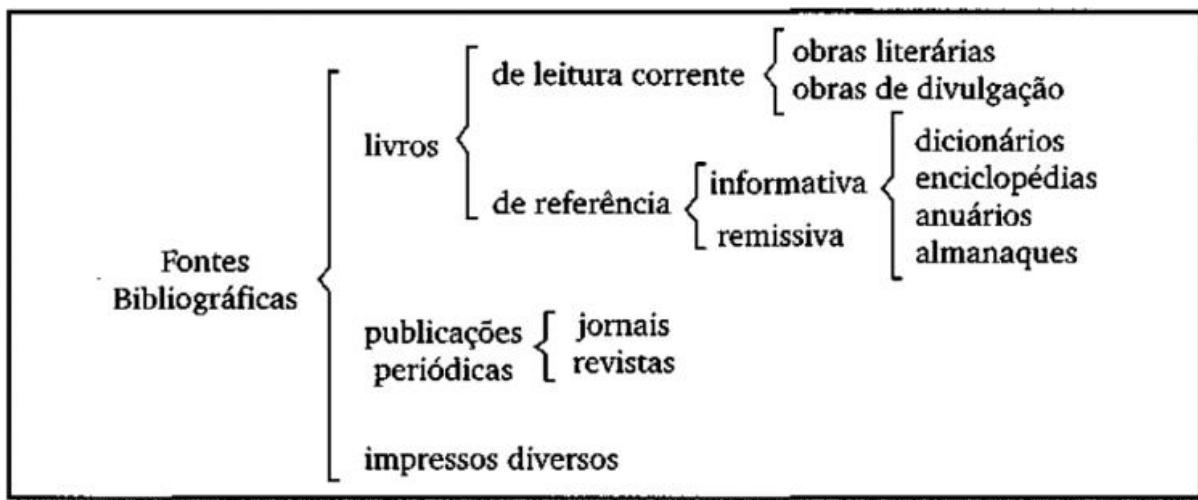 Fontes
Bibliográficas
livros
de leitura corrente
obras literárias
obras de divulgação
de referência
informativa
dicionários
enciclopédias
anuários
almanaques
remissiva
publicações
periódicas
jornais
revistas
impressos diversos